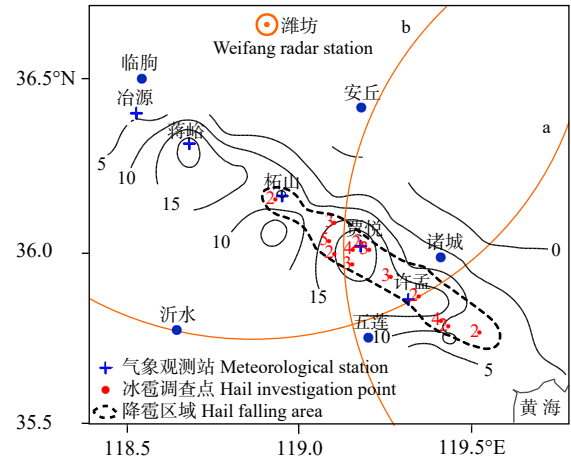 潍坊
Weifang radar station
b
临朐
36.5°N
冶源
安丘
蒋峪
a
5
10
15
柘山
2
10
3
贾悦
5
4
2
2
3
诸城
0
15
3
许孟
2
沂水
五莲
4
2
2
10
5
气象观测站 Meteorological station
冰雹调查点 Hail investigation point
降雹区域 Hail falling area
黄 海
36.0
35.5
118.5
119.0
119.5°E